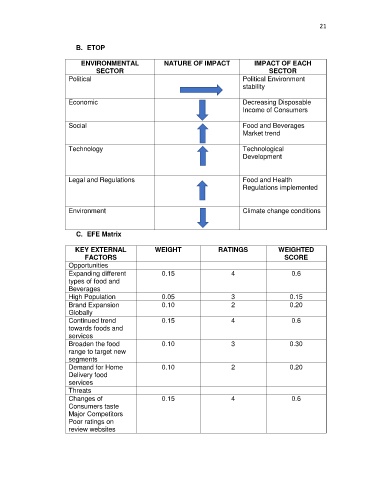 21
B. ETOP
ENVIRONMENTAL SECTOR NATURE OF IMPACT IMPACT OF EACH SECTOR
Political Political Environment
stability
Economic Decreasing Disposable
Income of Consumers
Social Food and Beverages
Market trend
Technology Technological
Development
Legal and Regulations Food and Health
Regulations implemented
Environment Climate change conditions
C. EFE Matrix
KEY EXTERNAL FACTORS WEIGHT RATINGS WEIGHTED SCORE
Opportunities
Expanding different 0.15 4 0.6
types of food and
Beverages
High Population 0.05 3 0.15
Brand Expansion 0.10 2 0.20
Globally
Continued trend 0.15 4 0.6
towards foods and
services
Broaden the food 0.10 3 0.30
range to target new
segments
Demand for Home 0.10 2 0.20
Delivery food
services
Threats
Changes of 0.15 4 0.6
Consumers taste
Major Competitors
Poor ratings on
review websites